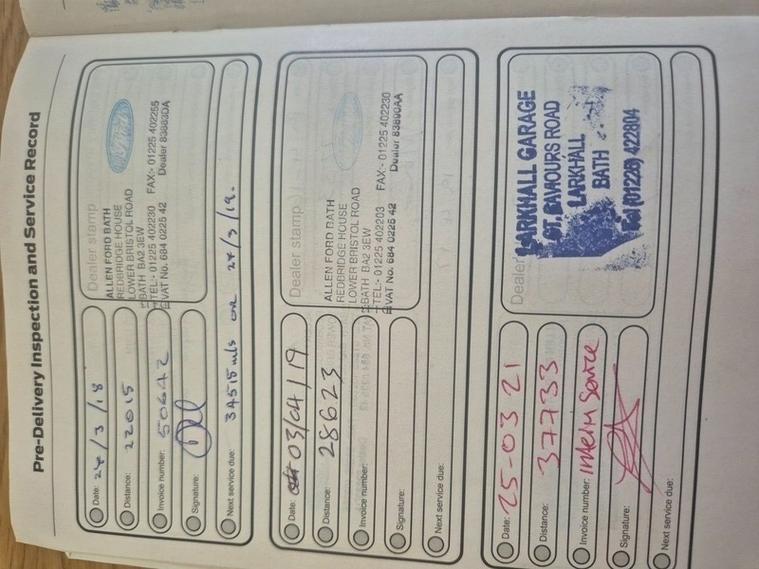 Pre-Delivery Inspection and Service Record
Dealer stamp
ALLEN FORD BATH
REDBRIDGE HOUSE
LOWER BRISTOL ROAD
BATH BA2 3EW
TEL:- 01225 402230 FAX:- 01225 402255
VAT No. 684 0225 42 Dealer 83883DA
Ford
Date: 24/3/18
Distance: 22015
Invoice number: 50642
Signature:
Next service due: 34515 mls OR 24/3/19.
Dealer stamp
ALLEN FORD BATH
REDBRIDGE HOUSE
LOWER BRISTOL ROAD
BATH BA2 3EW
TEL:- 01225 402203 FAX:- 01225 402230
VAT No. 684 0225 42 Dealer 83890AA
Date: 03/04/19
Distance: 28623
Invoice number:
Signature:
Next service due:
Dealer
LARKHALL GARAGE
ST. SAVIOURS ROAD
LARKHALL
BATH
Tel (01225) 422804
Date: 25-03 21
Distance: 37733
Invoice number: Interim Service
Signature:
Next service due: